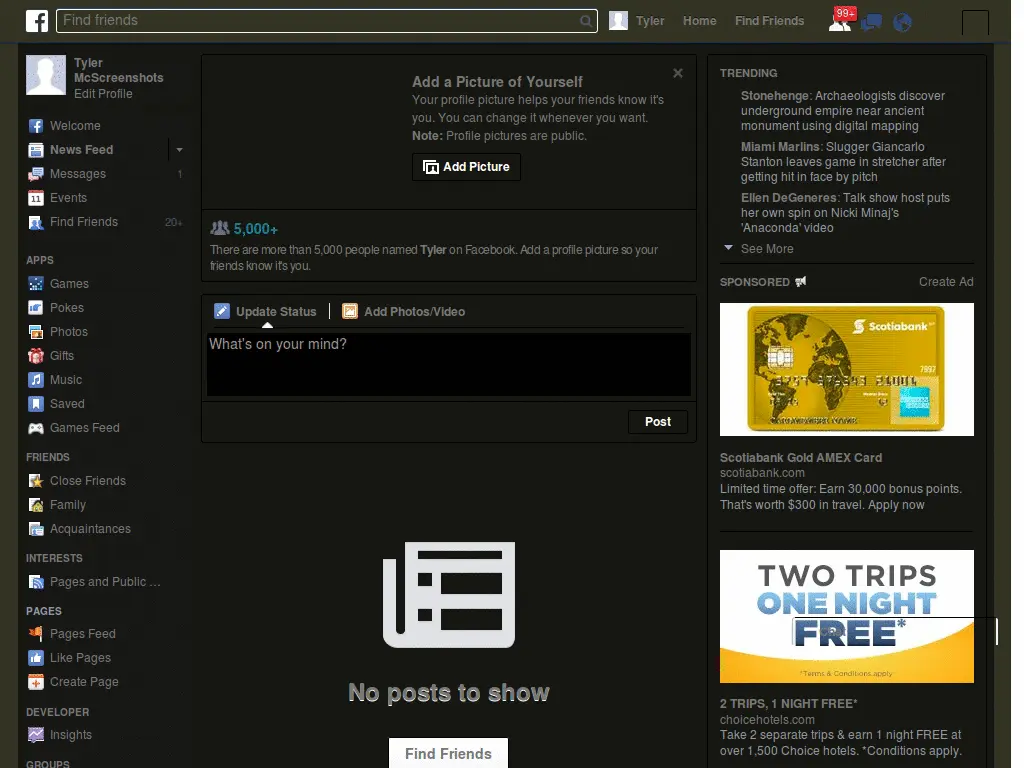 f
Find friends
Tyler
Home
Find Friends
99+
Tyler
McScreenshots
Edit Profile
Welcome
News Feed
Messages 1
Events
Find Friends 20+
APPS
Games
Pokes
Photos
Gifts
Music
Saved
Games Feed
FRIENDS
Close Friends
Family
Acquaintances
INTERESTS
Pages and Public ...
PAGES
Pages Feed
Like Pages
Create Page
DEVELOPER
Insights
GROUPS
Add a Picture of Yourself
Your profile picture helps your friends know it's
you. You can change it whenever you want.
Note: Profile pictures are public.
Add Picture
5,000+
There are more than 5,000 people named Tyler on Facebook. Add a profile picture so your
friends know it's you.
Update Status
Add Photos/Video
What's on your mind?
Post
No posts to show
Find Friends
TRENDING
Stonehenge: Archaeologists discover
underground empire near ancient
monument using digital mapping
Miami Marlins: Slugger Giancarlo
Stanton leaves game in stretcher after
getting hit in face by pitch
Ellen DeGeneres: Talk show host puts
her own spin on Nicki Minaj's
'Anaconda' video
See More
SPONSORED
Create Ad
Scotiabank
7997
Scotiabank Gold AMEX Card
scotiabank.com
Limited time offer: Earn 30,000 bonus points.
That's worth $300 in travel. Apply now
TWO TRIPS
ONE NIGHT
FREE*
*Terms & Conditions apply
2 TRIPS, 1 NIGHT FREE*
choicehotels.com
Take 2 separate trips & earn 1 night FREE at
over 1,500 Choice hotels. *Conditions apply.